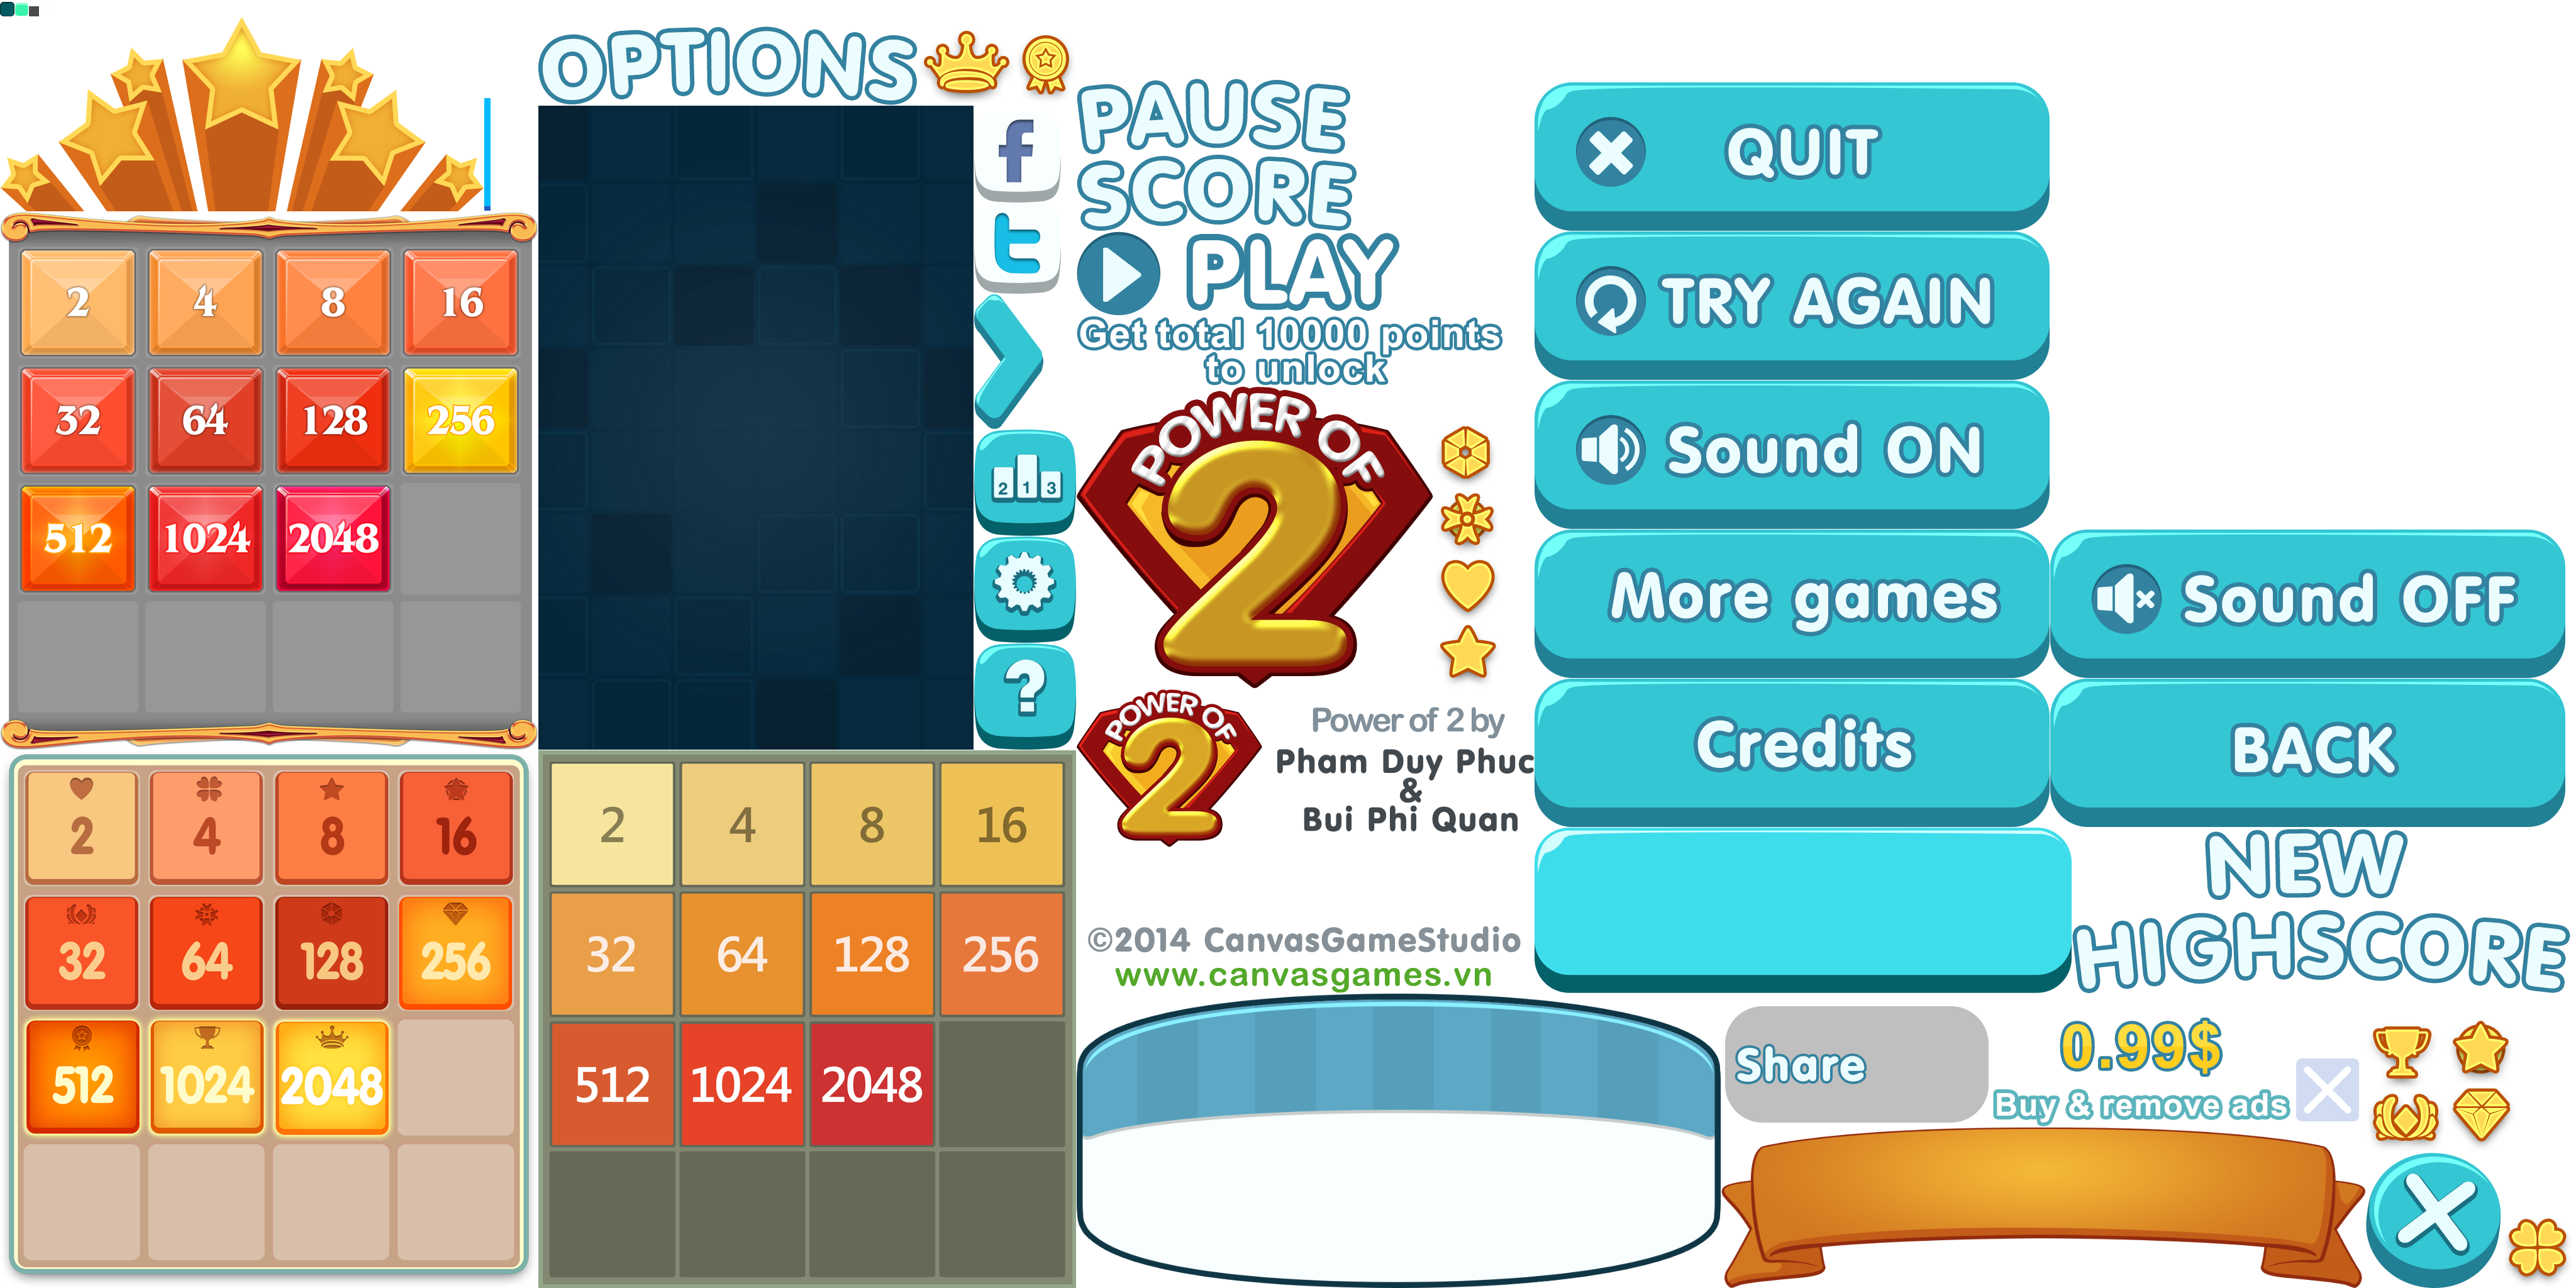 OPTIONS
2 4 8 16
32 64 128 256
512 1024 2048
2 4 8 16
32 64 128 256
512 1024 2048
f
t
2 1 3
?
2 4 8 16
32 64 128 256
512 1024 2048
PAUSE
SCORE
PLAY
Get total 10000 points
to unlock
POWER OF
2
POWER OF
2
Power of 2 by
Pham Duy Phuc
&
Bui Phi Quan
©2014 CanvasGameStudio
www.canvasgames.vn
QUIT
TRY AGAIN
Sound ON
More games
Credits
Sound OFF
BACK
NEW
HIGHSCORE
Share
0.99$
Buy & remove ads